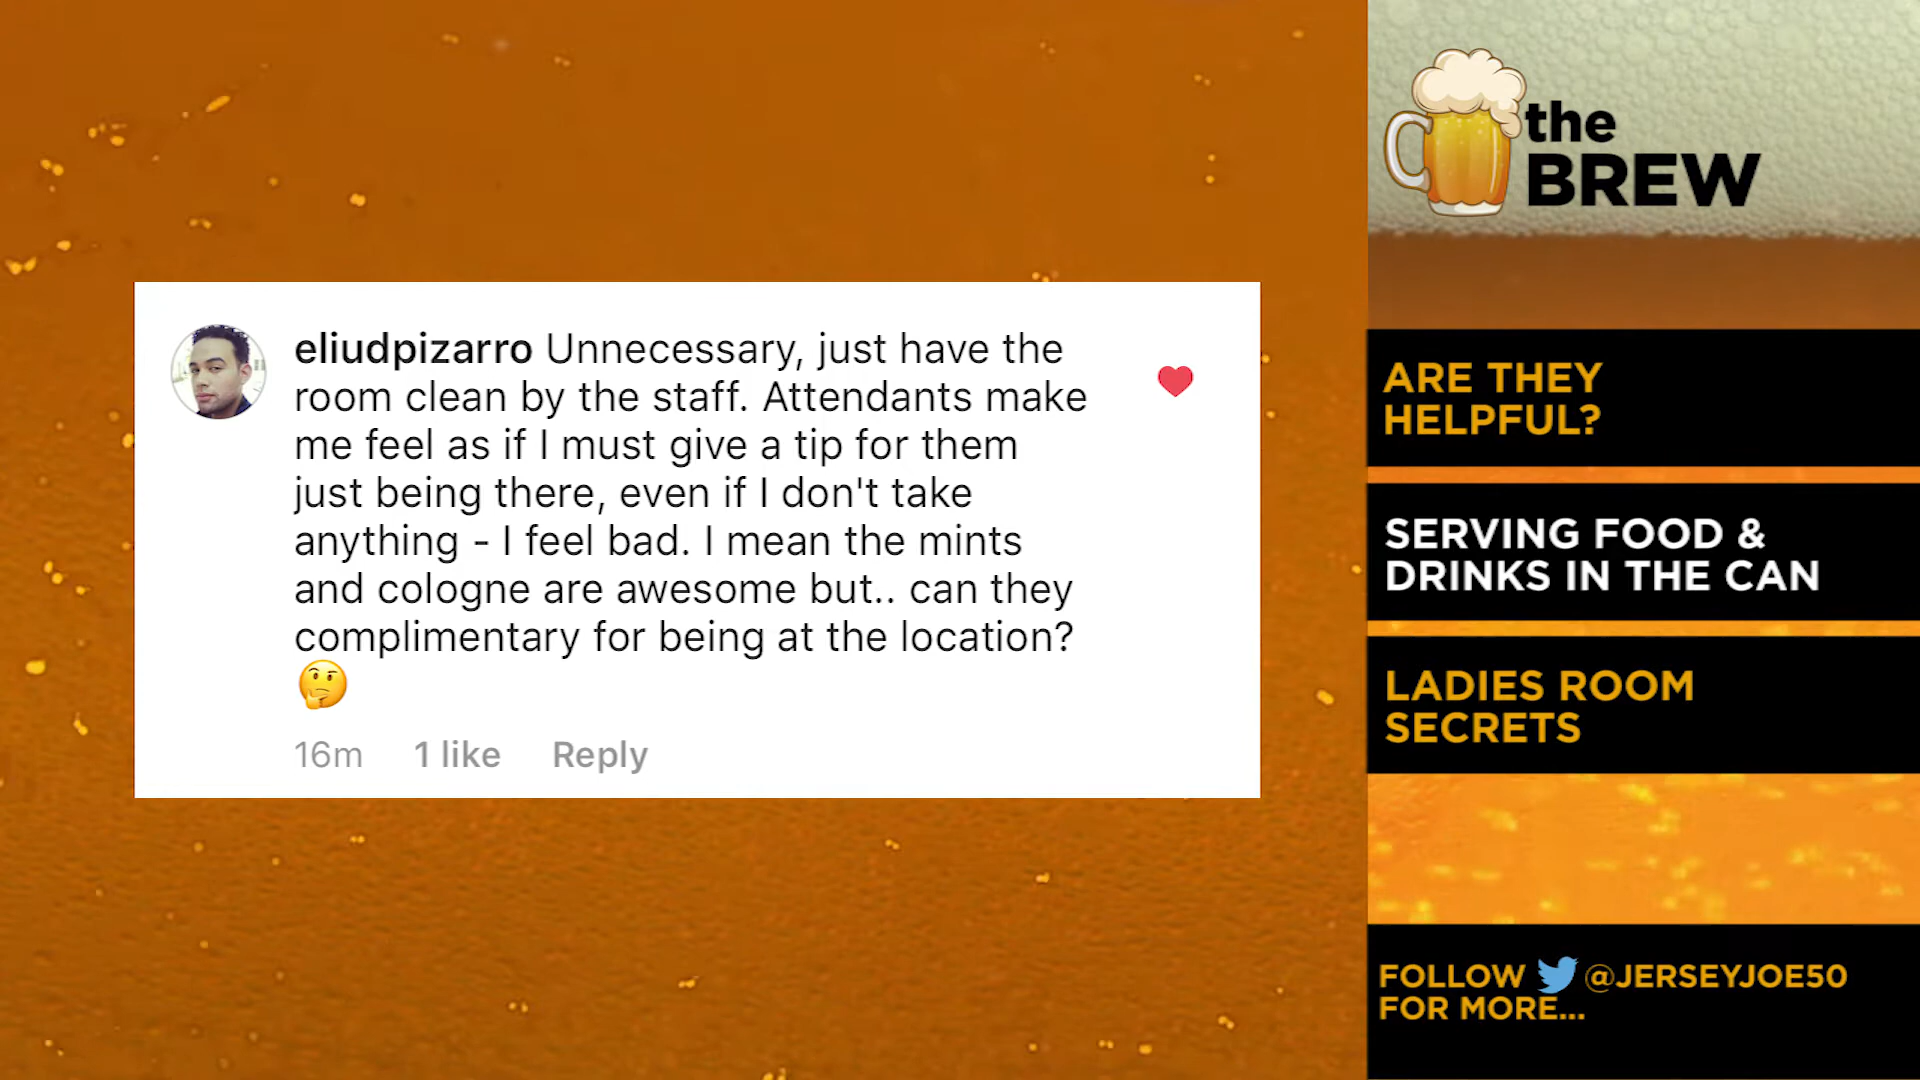 eliudpizarro Unnecessary, just have the
room clean by the staff. Attendants make
me feel as if I must give a tip for them
just being there, even if I don't take
anything - I feel bad. I mean the mints
and cologne are awesome but.. can they
complimentary for being at the location?
🤔
16m 1 like Reply
the
BREW
ARE THEY
HELPFUL?
SERVING FOOD &
DRINKS IN THE CAN
LADIES ROOM
SECRETS
FOLLOW @JERSEYJOE50
FOR MORE...